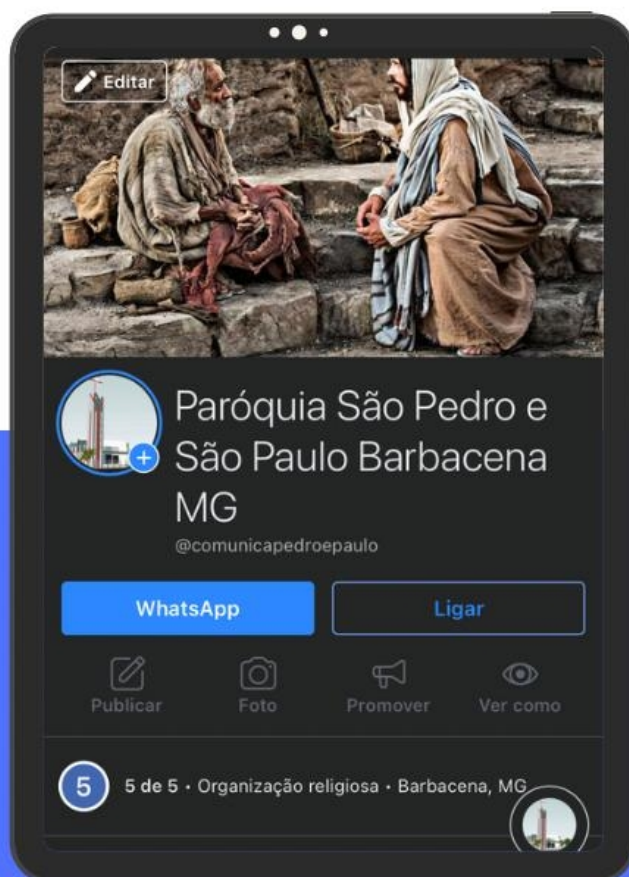 Editar
Paróquia São Pedro e
São Paulo Barbacena
MG
@comunicapedroepaulo
WhatsApp
Ligar
Publicar
Foto
Promover
Ver como
5
5 de 5 • Organização religiosa • Barbacena, MG